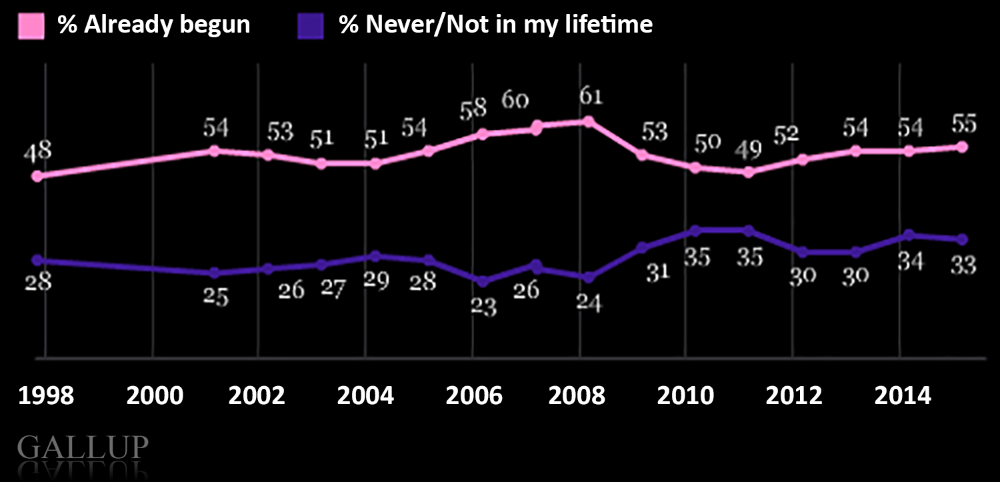 % Already begun % Never/Not in my lifetime
48 54 53 51 51 54 58 60 61 53 50 49 52 54 54 55
28 25 26 27 29 28 23 26 24 31 35 35 30 30 34 33
1998 2000 2002 2004 2006 2008 2010 2012 2014
GALLUP